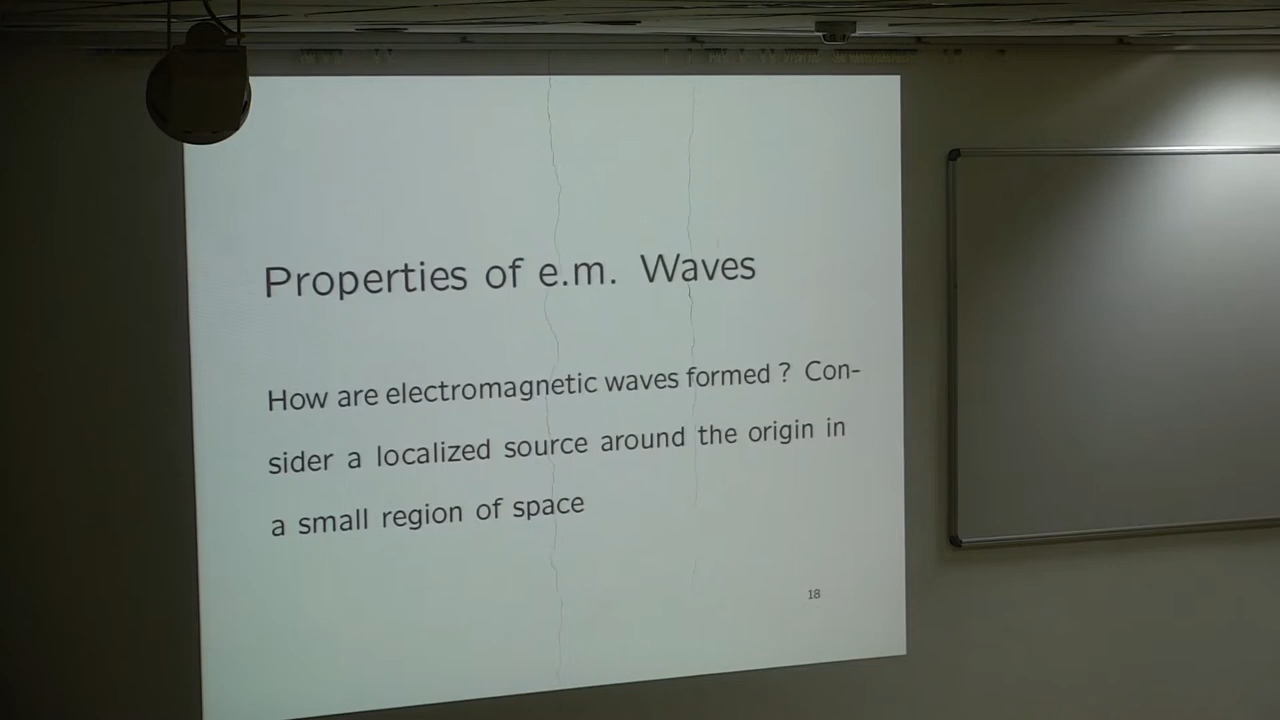 Properties of e.m. Waves
How are electromagnetic waves formed ? Con-
sider a localized source around the origin in
a small region of space
18